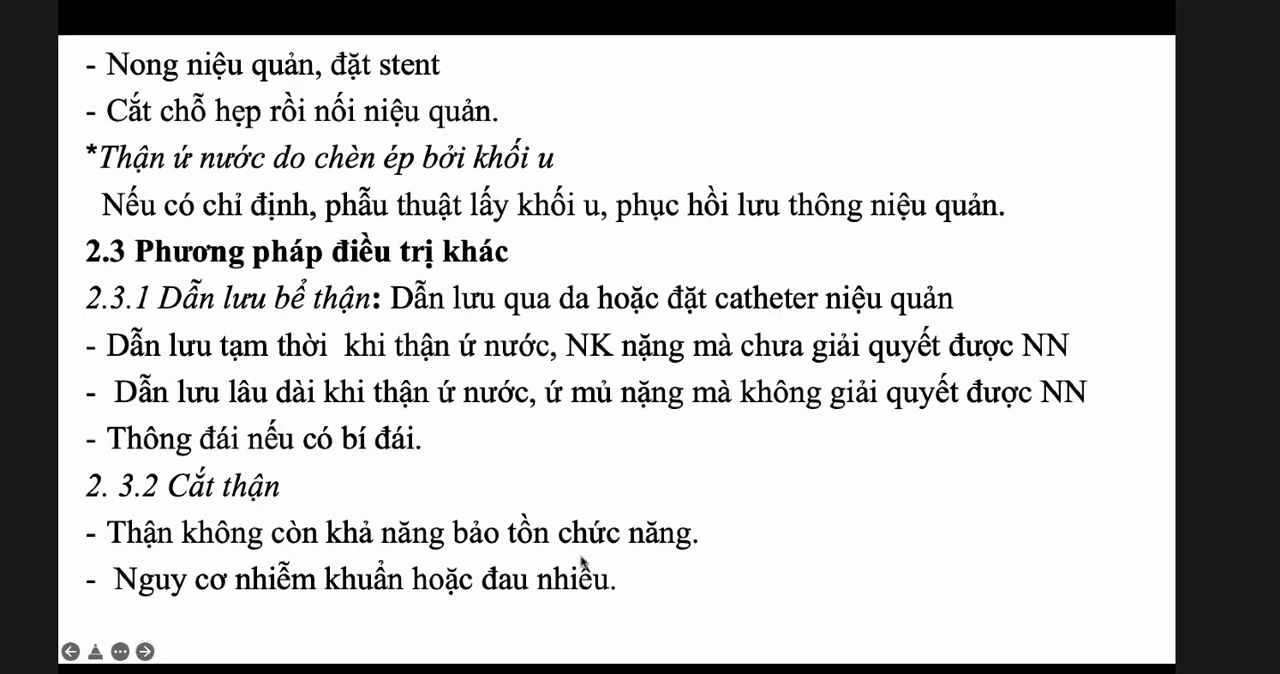 - Nong niệu quản, đặt stent
- Cắt chỗ hẹp rồi nối niệu quản.
*Thận ứ nước do chèn ép bởi khối u
Nếu có chỉ định, phẫu thuật lấy khối u, phục hồi lưu thông niệu quản.
2.3 Phương pháp điều trị khác
2.3.1 Dẫn lưu bể thận: Dẫn lưu qua da hoặc đặt catheter niệu quản
- Dẫn lưu tạm thời khi thận ứ nước, NK nặng mà chưa giải quyết được NN
- Dẫn lưu lâu dài khi thận ứ nước, ứ mủ nặng mà không giải quyết được NN
- Thông đái nếu có bí đái.
2. 3.2 Cắt thận
- Thận không còn khả năng bảo tồn chức năng.
- Nguy cơ nhiễm khuẩn hoặc đau nhiều.